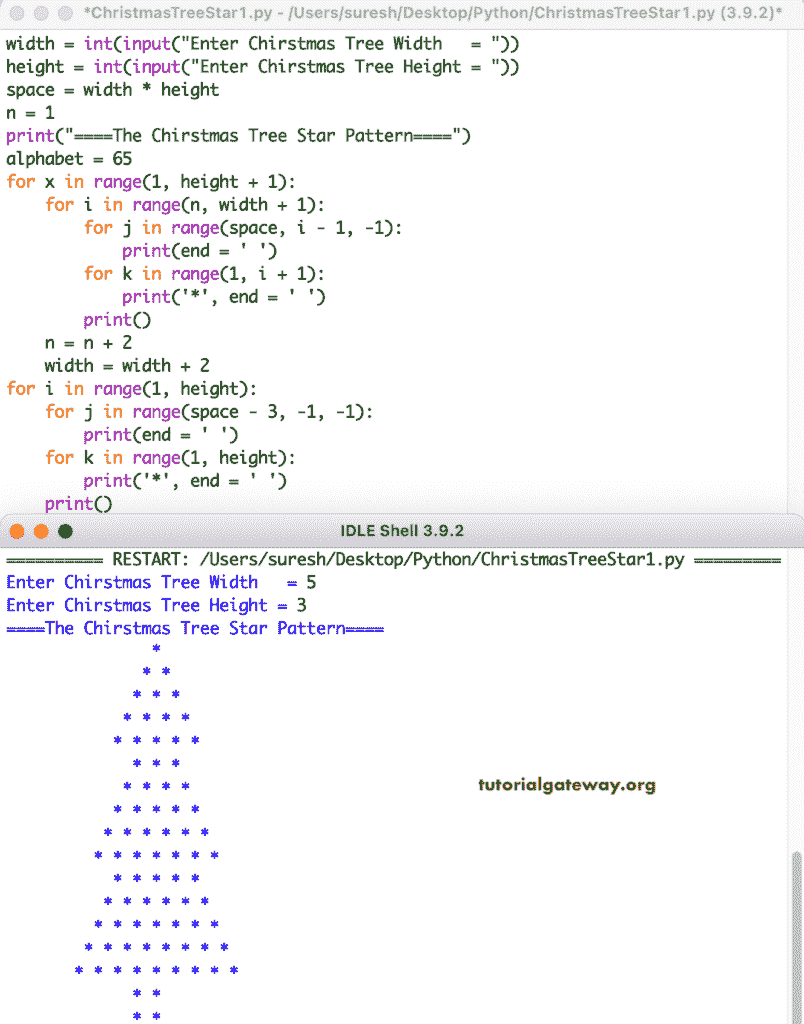 *ChristmasTreeStar1.py - /Users/suresh/Desktop/Python/ChristmasTreeStar1.py (3.9.2)*
width = int(input("Enter Chirstmas Tree Width   = "))
height = int(input("Enter Chirstmas Tree Height = "))
space = width * height
n = 1
print("====The Chirstmas Tree Star Pattern====")
alphabet = 65
for x in range(1, height + 1):
    for i in range(n, width + 1):
        for j in range(space, i - 1, -1):
            print(end = ' ')
        for k in range(1, i + 1):
            print('*', end = ' ')
        print()
    n = n + 2
    width = width + 2
for i in range(1, height):
    for j in range(space - 3, -1, -1):
        print(end = ' ')
    for k in range(1, height):
        print('*', end = ' ')
    print()
IDLE Shell 3.9.2
========== RESTART: /Users/suresh/Desktop/Python/ChristmasTreeStar1.py =========
Enter Chirstmas Tree Width   = 5
Enter Chirstmas Tree Height = 3
====The Chirstmas Tree Star Pattern====
               *
              * *
             * * *
            * * * *
           * * * * *
             * * *
            * * * *
tutorialgateway.org
           * * * * *
          * * * * * *
         * * * * * * *
           * * * * *
          * * * * * *
         * * * * * * *
        * * * * * * * *
       * * * * * * * * *
             * *
             * *